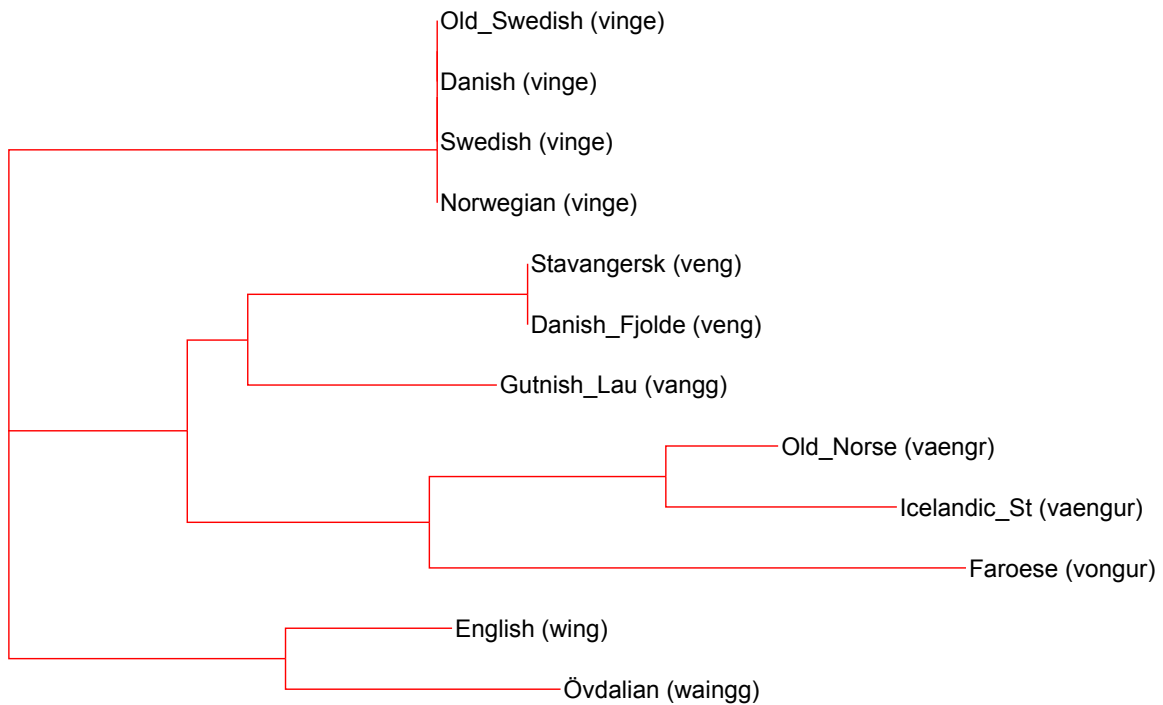 Old_Swedish (vinge)
Danish (vinge)
Swedish (vinge)
Norwegian (vinge)
Stavangersk (veng)
Danish_Fjolde (veng)
Gutnish_Lau (vangg)
Old_Norse (vaengr)
Icelandic_St (vaengur)
Faroese (vongur)
English (wing)
Övdalian (waingg)